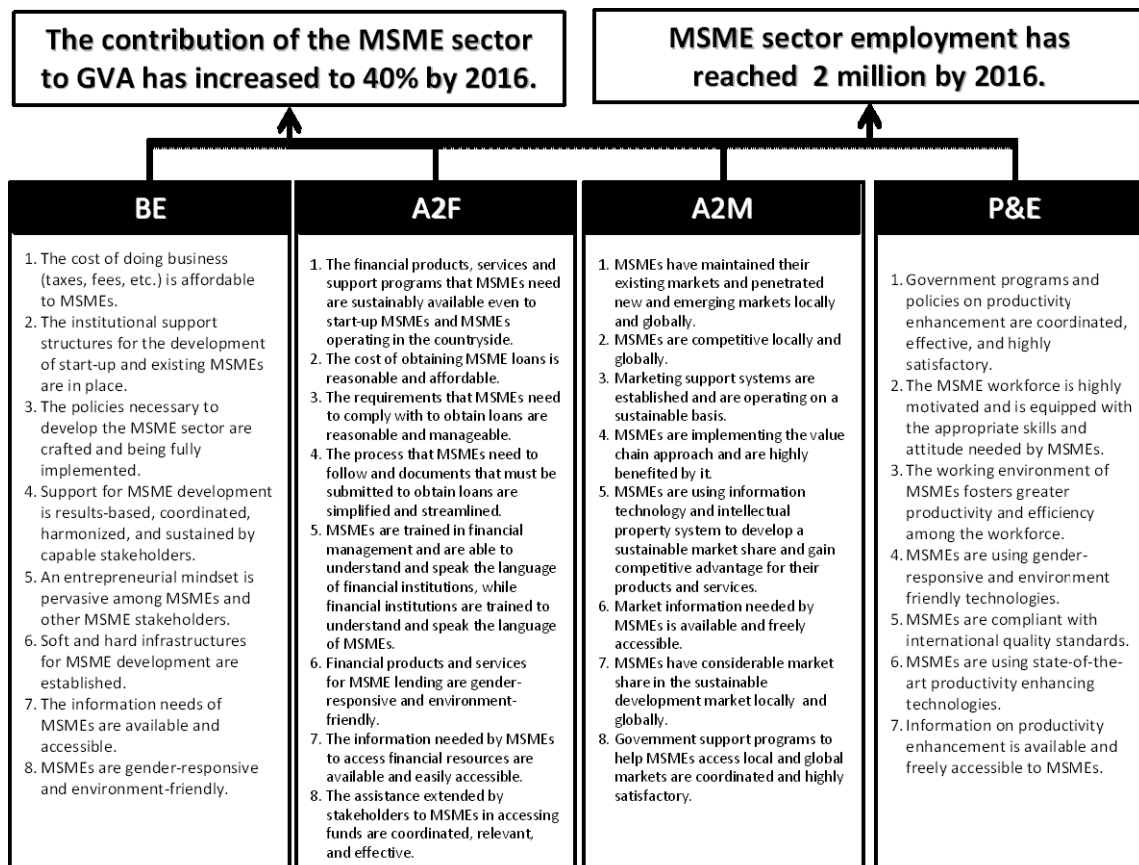 The contribution of the MSME sector
to GVA has increased to 40% by 2016.
MSME sector employment has
reached 2 million by 2016.
BE
1. The cost of doing business
(taxes, fees, etc.) is affordable
to MSMEs.
2. The institutional support
structures for the development
of start-up and existing MSMEs
are in place.
3. The policies necessary to
develop the MSME sector are
crafted and being fully
implemented.
4. Support for MSME development
is results-based, coordinated,
harmonized, and sustained by
capable stakeholders.
5. An entrepreneurial mindset is
pervasive among MSMEs and
other MSME stakeholders.
6. Soft and hard infrastructures
for MSME development are
established.
7. The information needs of
MSMEs are available and
accessible.
8. MSMEs are gender-responsive
and environment-friendly.
A2F
1. The financial products, services and
support programs that MSMEs need
are sustainably available even to
start-up MSMEs and MSMEs
operating in the countryside.
2. The cost of obtaining MSME loans is
reasonable and affordable.
3. The requirements that MSMEs need
to comply with to obtain loans are
reasonable and manageable.
4. The process that MSMEs need to
follow and documents that must be
submitted to obtain loans are
simplified and streamlined.
5. MSMEs are trained in financial
management and are able to
understand and speak the language
of financial institutions, while
financial institutions are trained to
understand and speak the language
of MSMEs.
6. Financial products and services
for MSME lending are gender-
responsive and environment-
friendly.
7. The information needed by MSMEs
to access financial resources are
available and easily accessible.
8. The assistance extended by
stakeholders to MSMEs in accessing
funds are coordinated, relevant,
and effective.
A2M
1. MSMEs have maintained their
existing markets and penetrated
new and emerging markets locally
and globally.
2. MSMEs are competitive locally and
globally.
3. Marketing support systems are
established and are operating on a
sustainable basis.
4. MSMEs are implementing the value
chain approach and are highly
benefited by it.
5. MSMEs are using information
technology and intellectual
property system to develop a
sustainable market share and gain
competitive advantage for their
products and services.
6. Market information needed by
MSMEs is available and freely
accessible.
7. MSMEs have considerable market
share in the sustainable
development market locally and
globally.
8. Government support programs to
help MSMEs access local and global
markets are coordinated and highly
satisfactory.
P&E
1. Government programs and
policies on productivity
enhancement are coordinated,
effective, and highly
satisfactory.
2. The MSME workforce is highly
motivated and is equipped with
the appropriate skills and
attitude needed by MSMEs.
3. The working environment of
MSMEs fosters greater
productivity and efficiency
among the workforce.
4. MSMEs are using gender-
responsive and environment
friendly technologies.
5. MSMEs are compliant with
international quality standards.
6. MSMEs are using state-of-the-
art productivity enhancing
technologies.
7. Information on productivity
enhancement is available and
freely accessible to MSMEs.